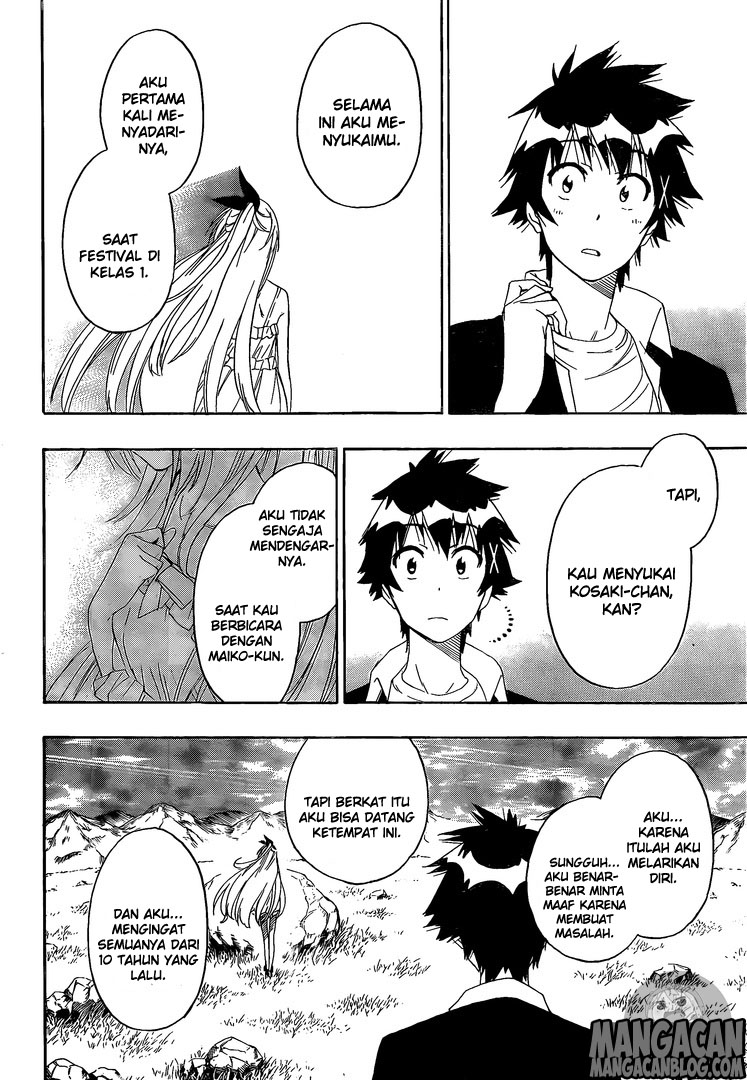 SELAMA
INI AKU ME-
NYUKAIMU.
AKU
PERTAMA
KALI ME-
NYADARI-
NYA,
SAAT
FESTIVAL DI
KELAS 1.
TAPI,
KAU MENYUKAI
KOSAKI-CHAN,
KAN?
AKU TIDAK
SENGAJA
MENDENGAR-
NYA.
SAAT KAU
BERBICARA
DENGAN
MAIKO-KUN.
AKU...
KARENA
ITULAH AKU
MELARIKAN
DIRI.
SUNGGUH...
AKU BENAR-
BENAR MINTA
MAAF KARENA
MEMBUAT
MASALAH.
TAPI BERKAT ITU
AKU BISA DATANG
KETEMPAT INI.
DAN AKU...
MENGINGAT
SEMUANYA DARI
10 TAHUN YANG
LALU.
MANGACAN
MANGACANBLOG.COM